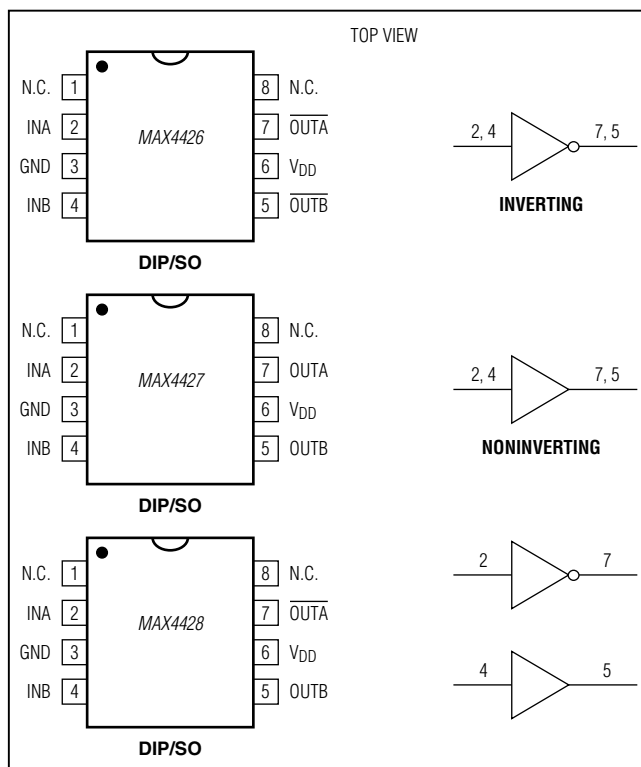 TOP VIEW
N.C. 1 8 N.C.
INA 2 MAX4426 7 O̅U̅T̅A̅
GND 3 6 VDD
INB 4 5 O̅U̅T̅B̅
DIP/SO
2, 4 7, 5
INVERTING
N.C. 1 8 N.C.
INA 2 MAX4427 7 OUTA
GND 3 6 VDD
INB 4 5 OUTB
DIP/SO
2, 4 7, 5
NONINVERTING
N.C. 1 8 N.C.
INA 2 MAX4428 7 O̅U̅T̅A̅
GND 3 6 VDD
INB 4 5 OUTB
DIP/SO
2 7
4 5